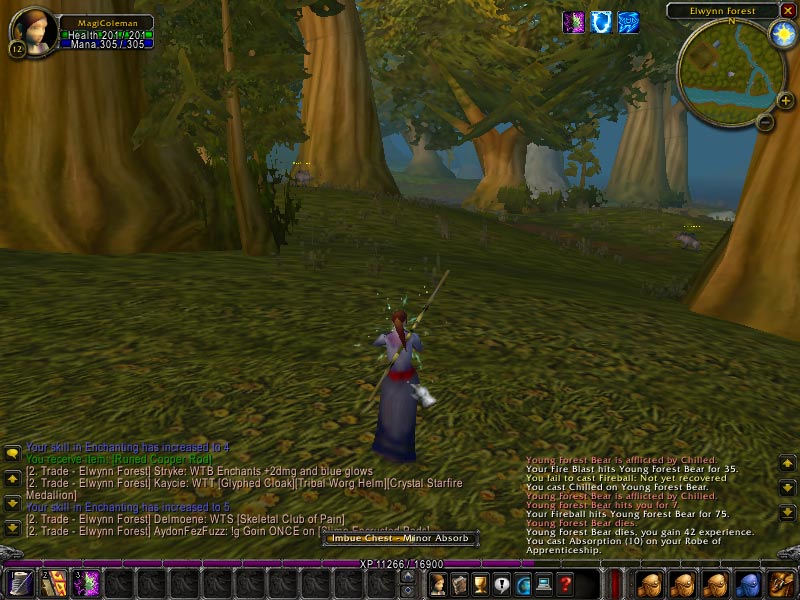 MagiColeman
Health 201 / 201
Mana 305 / 305
12
Elwynn Forest
N
Your skill in Enchanting has increased to 4
You receive item: [Runed Copper Rod]
[2. Trade - Elwynn Forest] Stryke: WTB Enchants +2dmg and blue glows
[2. Trade - Elwynn Forest] Kaycie: WTT [Glyphed Cloak][Tribal Worg Helm][Crystal Starfire
Medallion]
Your skill in Enchanting has increased to 5
[2. Trade - Elwynn Forest] Delmoene: WTS [Skeletal Club of Pain]
[2. Trade - Elwynn Forest] AydonFezFuzz: !g Goin ONCE on
Imbue Chest - Minor Absorb
Young Forest Bear is afflicted by Chilled.
Your Fire Blast hits Young Forest Bear for 35.
You fail to cast Fireball: Not yet recovered
You cast Chilled on Young Forest Bear.
Young Forest Bear is afflicted by Chilled.
Young Forest Bear hits you for 7.
Your Fireball hits Young Forest Bear for 75.
Young Forest Bear dies.
Young Forest Bear dies, you gain 42 experience.
You cast Absorption (10) on your Robe of
Apprenticeship.
XP 11266 / 16900
2
3